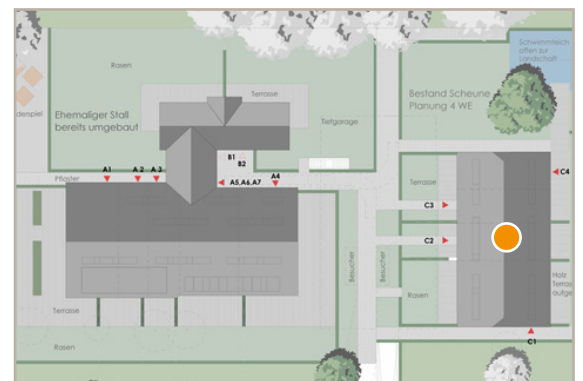 Schwimmteich
offen zur
Landschaft
Rasen
Terrasse
Bestand Scheune
Planung 4 WE
derspiel
Ehemaliger Stall
bereits umgebaut
Tiefgarage
B1
B2
A1
A 2
A 3
A4
C4
Pflaster
A5,A6,A7
Terrasse
C3
C2
Besucher
Besucher
Holz
Terras
aufge
Rasen
Terrasse
C1
Rasen